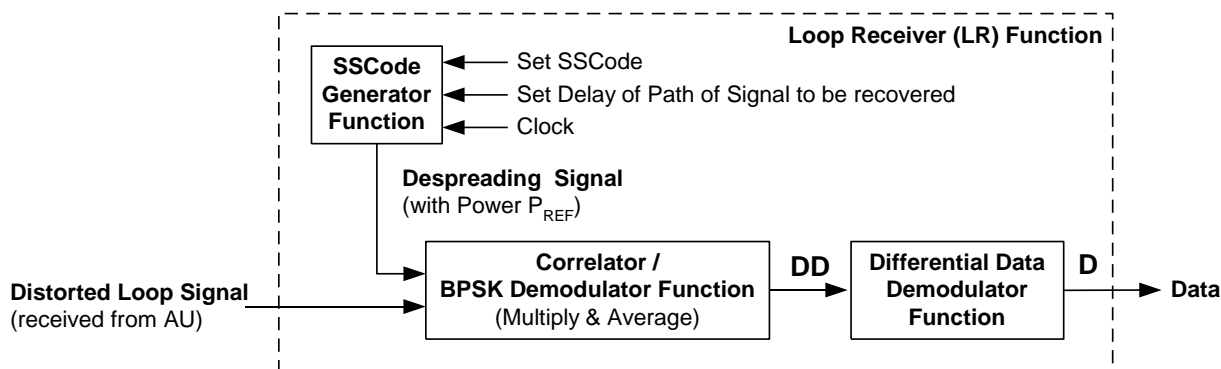 Loop Receiver (LR) Function
SSCode
Generator
Function
Set SSCode
Set Delay of Path of Signal to be recovered
Clock
Despreading Signal
(with Power PREF)
Distorted Loop Signal
(received from AU)
Correlator /
BPSK Demodulator Function
(Multiply & Average)
DD
Differential Data
Demodulator
Function
D
Data